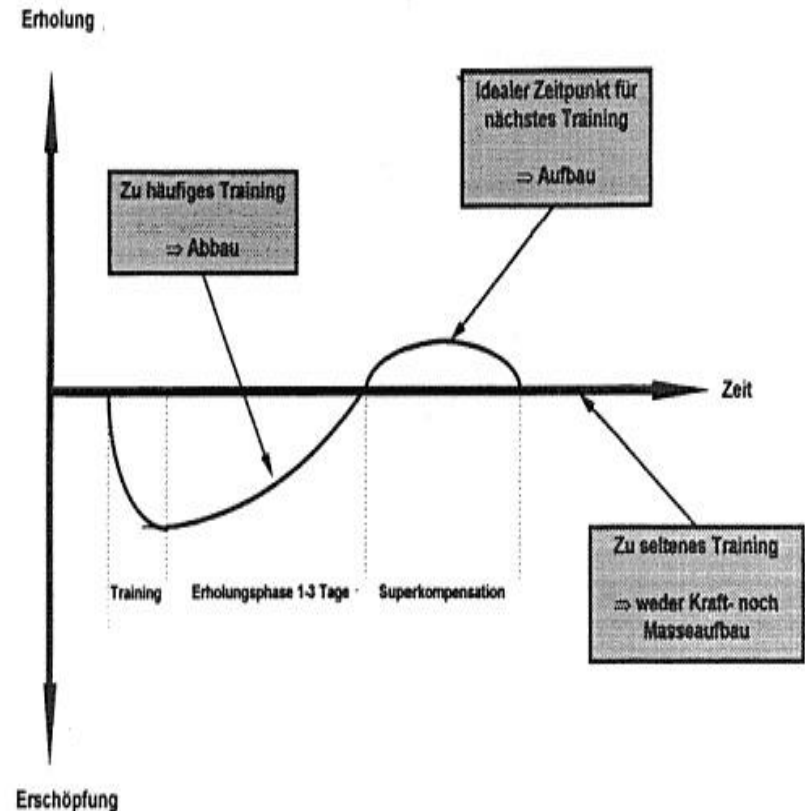 Erholung
Idealer Zeitpunkt für
nächstes Training
⇒ Aufbau
Zu häufiges Training
⇒ Abbau
Zeit
Zu seltenes Training
⇒ weder Kraft- noch
Masseaufbau
Training
Erholungsphase 1-3 Tage
Superkompensation
Erschöpfung